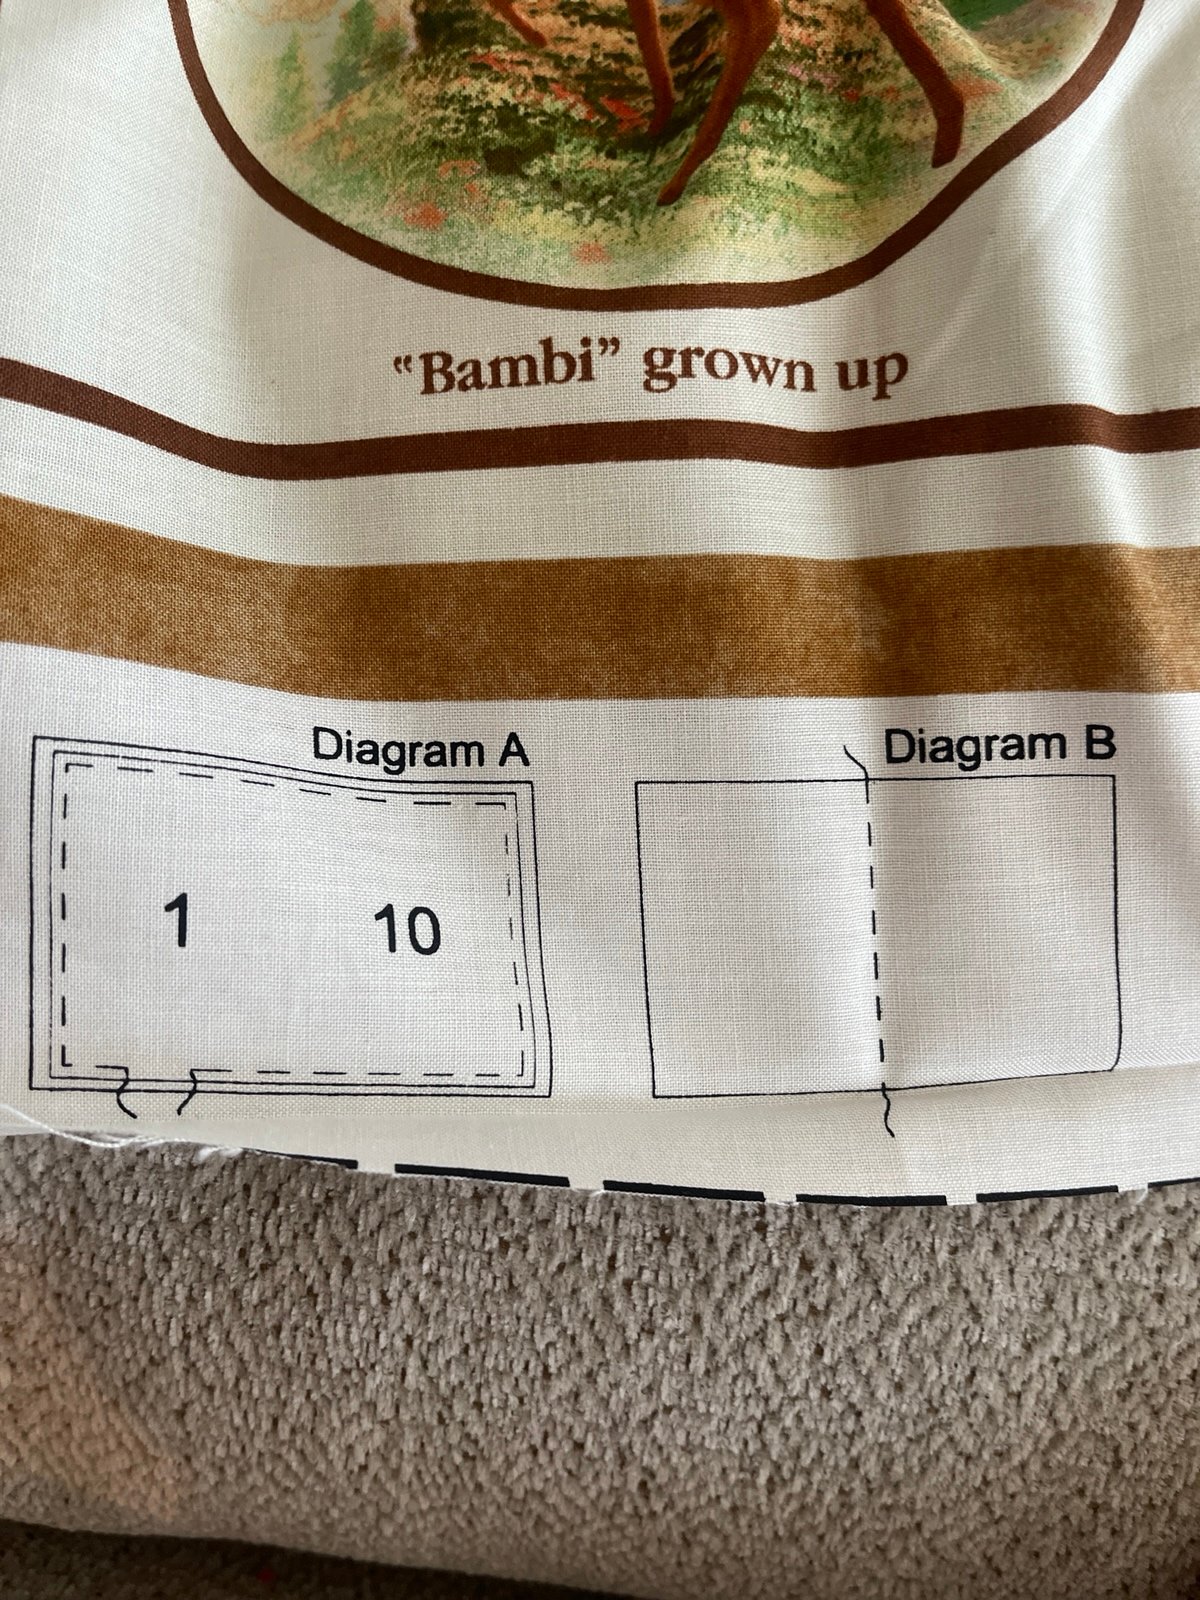 “Bambi” grown up
Diagram A
Diagram B
1 10